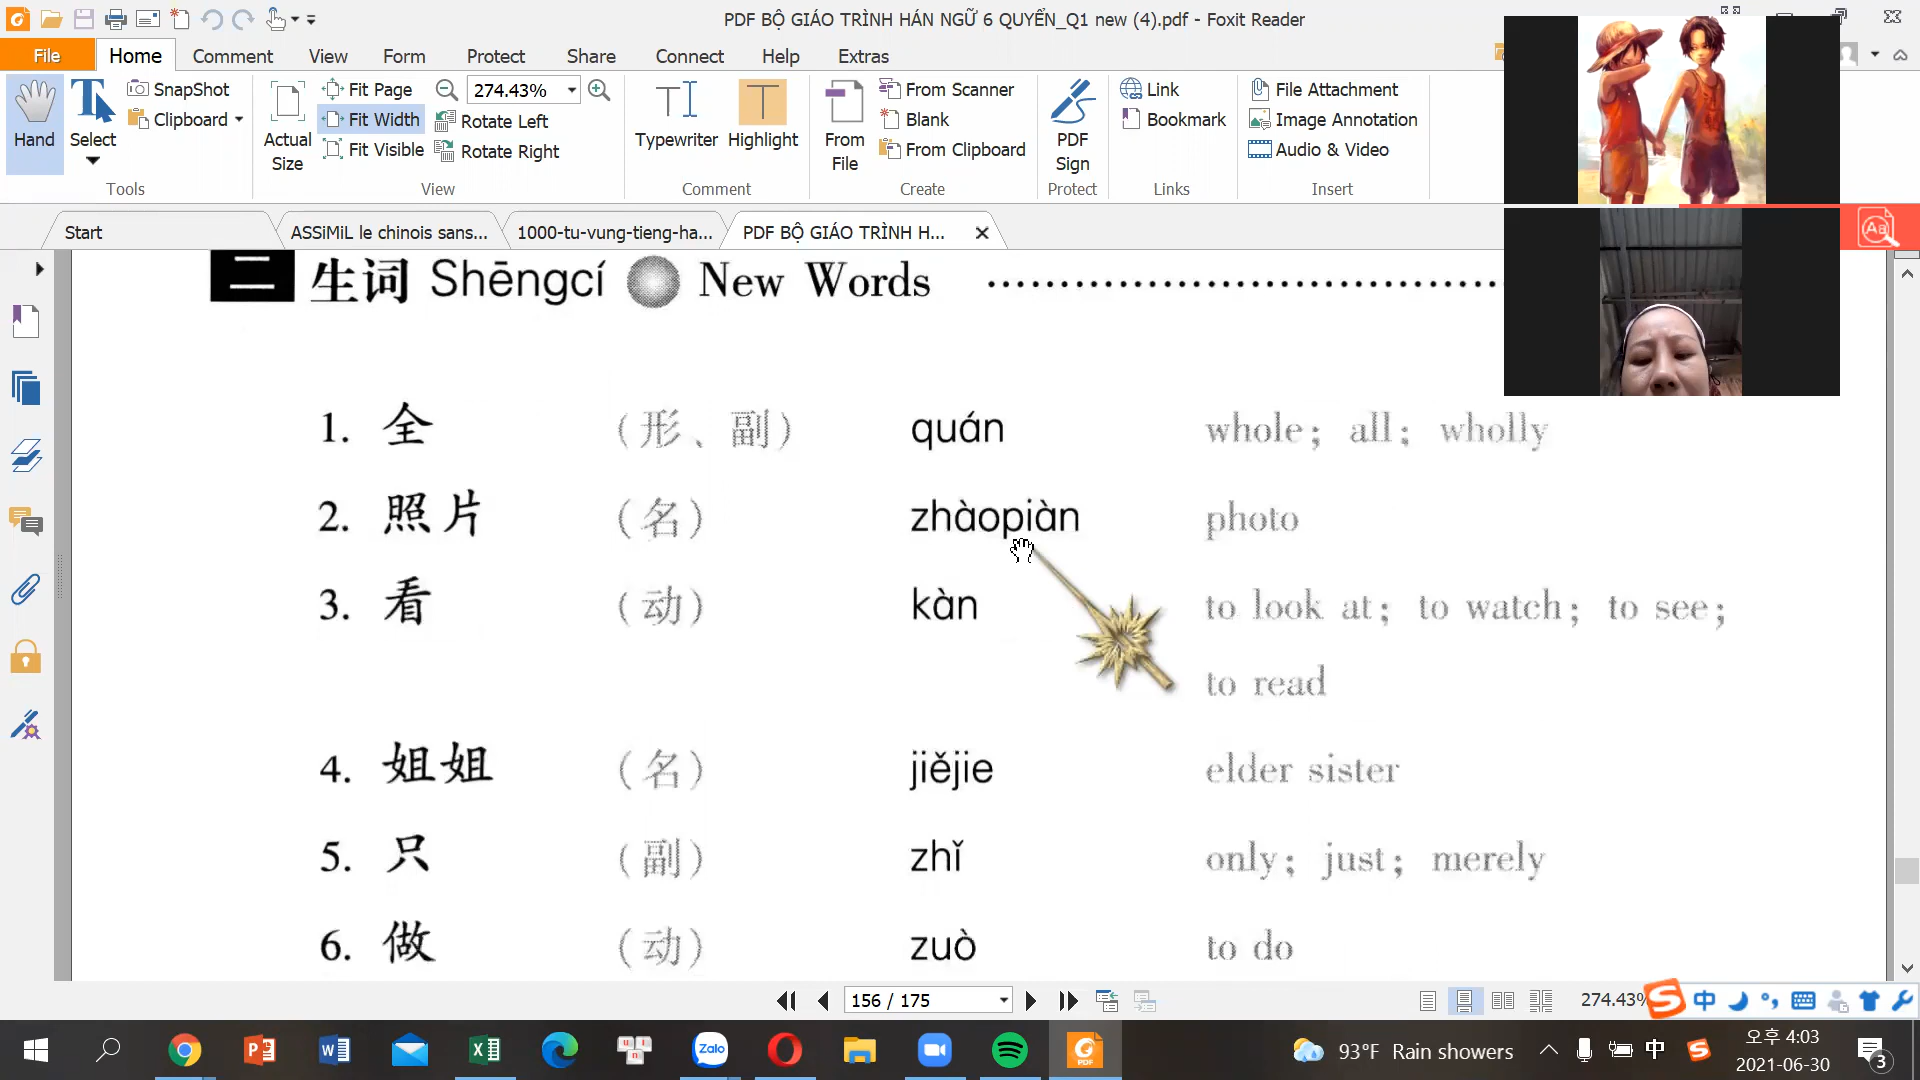 PDF BỘ GIÁO TRÌNH HÁN NGỮ 6 QUYỂN_Q1 new (4).pdf - Foxit Reader
File Home Comment View Form Protect Share Connect Help Extras
Hand
Select
SnapShot
Clipboard
Tools
Actual Size
Fit Page
Fit Width
Fit Visible
274.43%
Rotate Left
Rotate Right
View
Typewriter
Highlight
Comment
From File
From Scanner
Blank
From Clipboard
Create
PDF Sign
Protect
Link
Bookmark
Links
File Attachment
Image Annotation
Audio & Video
Insert
Start
ASSiMiL le chinois sans...
1000-tu-vung-tieng-ha...
PDF BỘ GIÁO TRÌNH H...
二 生词 Shēngcí New Words
1. 全 (形、副) quán whole; all; wholly
2. 照片 (名) zhàopiàn photo
3. 看 (动) kàn to look at; to watch; to see;
to read
4. 姐姐 (名) jiějie elder sister
5. 只 (副) zhǐ only; just; merely
6. 做 (动) zuò to do
156 / 175
274.43%
中
Zalo
93°F Rain showers
中
오후 4:03
2021-06-30
3